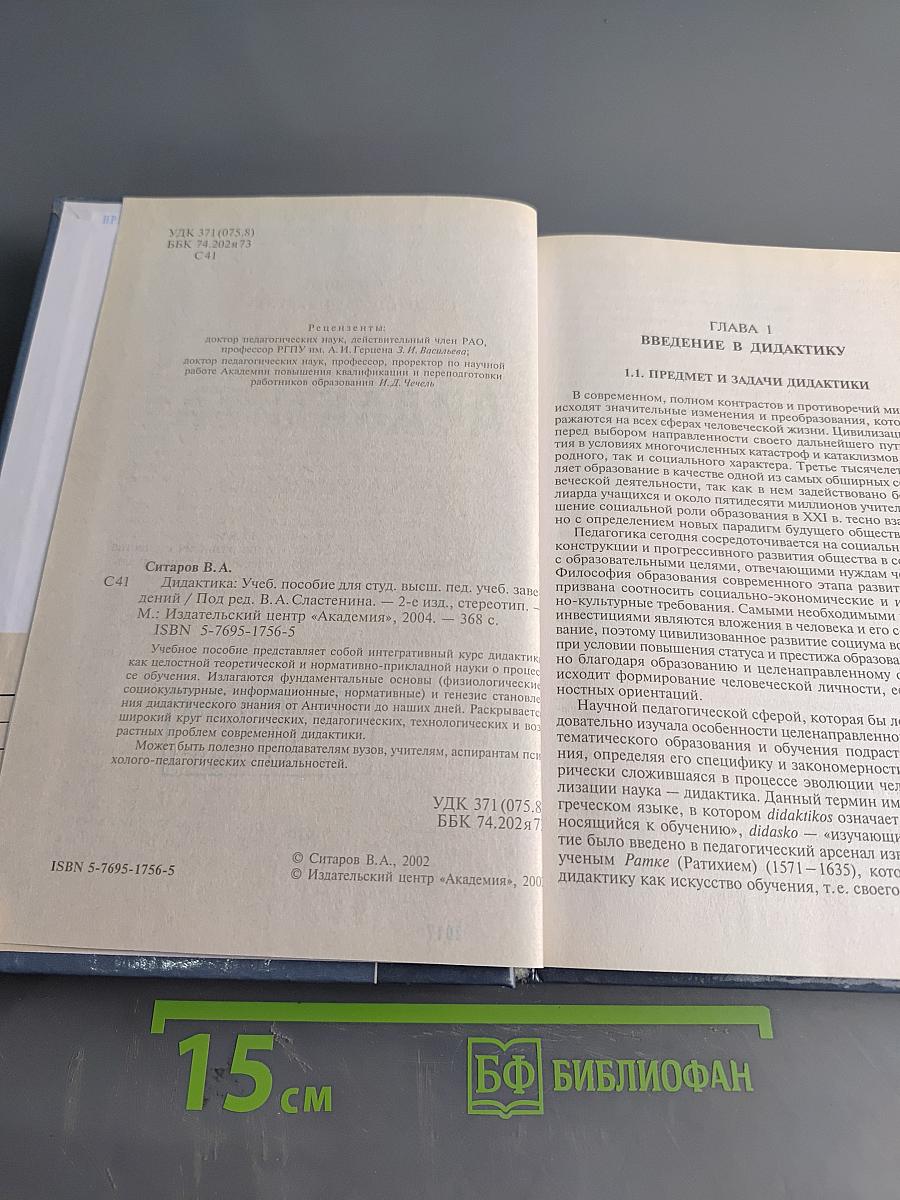 УДК 371(075.8)
ББК 74.202я73
С41
Рецензенты:
доктор педагогических наук, действительный член РАО,
профессор РГПУ им. А. И. Герцена З. И. Васильева;
доктор педагогических наук, профессор, проректор по научной
работе Академии повышения квалификации и переподготовки
работников образования И. Д. Чечель
Ситаров В. А.
С41 Дидактика: Учеб. пособие для студ. высш. пед. учеб. заве
дений / Под ред. В. А. Сластенина. — 2-е изд., стереотип. —
М.: Издательский центр «Академия», 2004. — 368 с.
ISBN 5-7695-1756-5
Учебное пособие представляет собой интегративный курс дидактик
как целостной теоретической и нормативно-прикладной науки о процес
се обучения. Излагаются фундаментальные основы (физиологические
социокультурные, информационные, нормативные) и генезис становле
ния дидактического знания от Античности до наших дней. Раскрывает
широкий круг психологических, педагогических, технологических и воз
растных проблем современной дидактики.
Может быть полезно преподавателям вузов, учителям, аспирантам пси
холого-педагогических специальностей.
УДК 371(075.8
ББК 74.202я7
© Ситаров В. А., 2002
ISBN 5-7695-1756-5
© Издательский центр «Академия», 200
ГЛАВА 1
ВВЕДЕНИЕ В ДИДАКТИКУ
1.1. ПРЕДМЕТ И ЗАДАЧИ ДИДАКТИКИ
В современном, полном контрастов и противоречий ми
исходят значительные изменения и преобразования, кото
ражаются на всех сферах человеческой жизни. Цивилизац
перед выбором направленности своего дальнейшего пут
тия в условиях многочисленных катастроф и катаклизмов
родного, так и социального характера. Третье тысячелет
ляет образование в качестве одной из самых обширных с
веческой деятельности, так как в нем задействовано б
лиарда учащихся и около пятидесяти миллионов учител
шение социальной роли образования в XXI в. тесно вза
но с определением новых парадигм будущего обществ
Педагогика сегодня сосредоточивается на социальн
конструкции и прогрессивного развития общества в со
с образовательными целями, отвечающими нуждам ч
Философия образования современного этапа развит
призвана соотносить социально-экономические и и
но-культурные требования. Самыми необходимыми
инвестициями являются вложения в человека и его с
вание, поэтому цивилизованное развитие социума во
при условии повышения статуса и престижа образова
но благодаря образованию и целенаправленному
исходит формирование человеческой личности, е
ностных ориентаций.
Научной педагогической сферой, которая бы ло
довательно изучала особенности целенаправленно
тематического образования и обучения подраст
ния, определяя его специфику и закономерност
рически сложившаяся в процессе эволюции чел
лизации наука — дидактика. Данный термин им
греческом языке, в котором didaktikos означает
носящийся к обучению», didasko — «изучающи
тие было введено в педагогический арсенал изв
ученым Ратке (Ратихием) (1571—1635), кото
дидактику как искусство обучения, т.е. своего
15 см
БФ БИБЛИОФАН